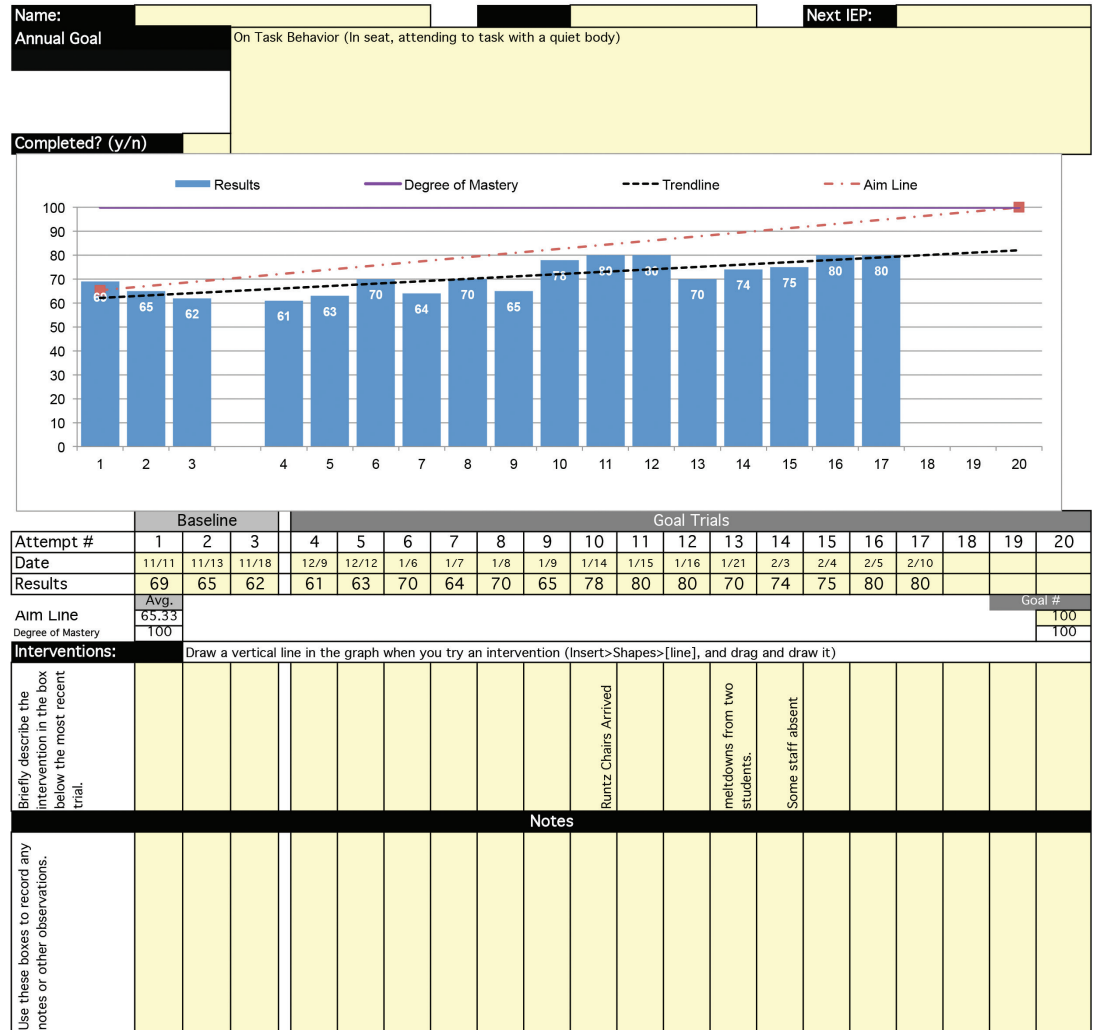 Name:
Next IEP:
Annual Goal
On Task Behavior (In seat, attending to task with a quiet body)
Completed? (y/n)
Results
Degree of Mastery
Trendline
Aim Line
100
90
80
70
60
50
40
30
20
10
0
69 65 62 61 63 70 64 70 65 78 80 80 70 74 75 80 80
1 2 3 4 5 6 7 8 9 10 11 12 13 14 15 16 17 18 19 20
Baseline Goal Trials
Attempt # 1 2 3 4 5 6 7 8 9 10 11 12 13 14 15 16 17 18 19 20
Date 11/11 11/13 11/18 12/9 12/12 1/6 1/7 1/8 1/9 1/14 1/15 1/16 1/21 2/3 2/4 2/5 2/10
Results 69 65 62 61 63 70 64 70 65 78 80 80 70 74 75 80 80
Avg. Goal #
Aim Line 65.33 100
Degree of Mastery 100 100
Interventions: Draw a vertical line in the graph when you try an intervention (Insert>Shapes>[line], and drag and draw it)
Briefly describe the
intervention in the box
below the most recent
trial.
Runtz Chairs Arrived
meltdowns from two
students.
Some staff absent
Notes
Use these boxes to record any
notes or other observations.